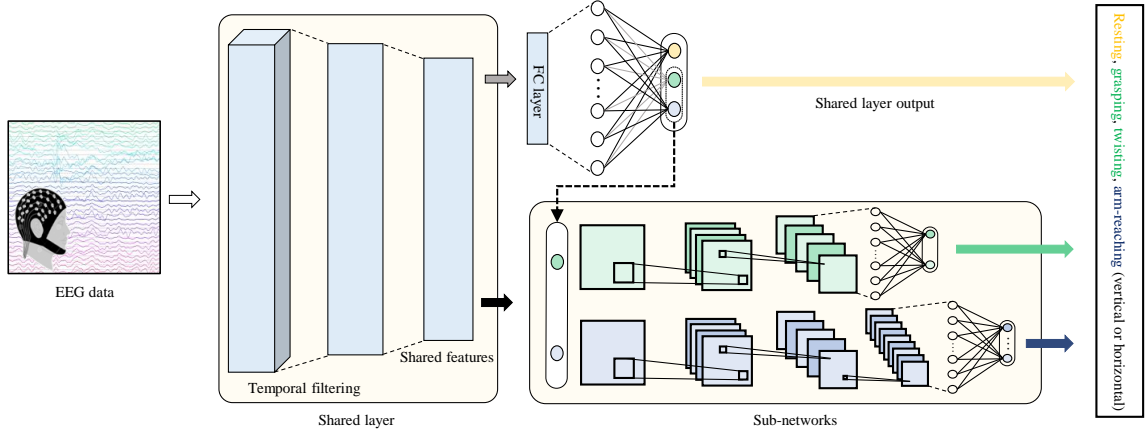 EEG data
Temporal filtering
Shared features
Shared layer
FC layer
Shared layer output
Sub-networks
Resting, grasping, twisting, arm-reaching (vertical or horizontal)